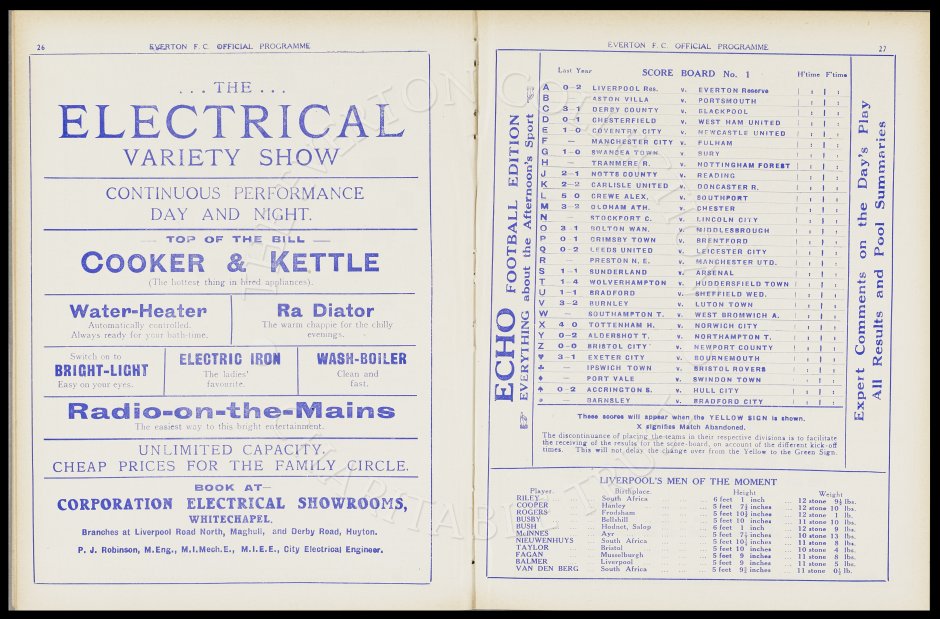 26
EVERTON F. C. OFFICIAL PROGRAMME
... THE ...
ELECTRICAL
VARIETY SHOW
CONTINUOUS PERFORMANCE
DAY AND NIGHT.
— TOP OF THE BILL —
COOKER & KETTLE
(The hottest thing in hired appliances).
Water-Heater
Automatically controlled.
Always ready for your bath-time.
Ra Diator
The warm chappie for the chilly
evenings.
Switch on to
BRIGHT-LIGHT
Easy on your eyes.
ELECTRIC IRON
The ladies'
favourite.
WASH-BOILER
Clean and
fast.
Radio-on-the-Mains
The easiest way to this bright entertainment.
UNLIMITED CAPACITY.
CHEAP PRICES FOR THE FAMILY CIRCLE.
BOOK AT—
CORPORATION ELECTRICAL SHOWROOMS,
WHITECHAPEL.
Branches at Liverpool Road North, Maghull, and Derby Road, Huyton.
P. J. Robinson, M.Eng., M.I.Mech.E., M.I.E.E., City Electrical Engineer.
EVERTON F. C. OFFICIAL PROGRAMME
27
ECHO FOOTBALL EDITION
EVERYTHING about the Afternoon's Sport
Last Year SCORE BOARD No. 1 H'time F'time
A 0-2 LIVERPOOL Res. v. EVERTON Reserve
B ASTON VILLA v. PORTSMOUTH
C 3-1 DERBY COUNTY v. BLACKPOOL
D 0-1 CHESTERFIELD v. WEST HAM UNITED
E 1-0 COVENTRY CITY v. NEWCASTLE UNITED
F — MANCHESTER CITY v. FULHAM
G 1-0 SWANSEA TOWN v. BURY
H — TRANMERE R. v. NOTTINGHAM FOREST
J 2-1 NOTTS COUNTY v. READING
K 2-2 CARLISLE UNITED v. DONCASTER R.
L 5 0 CREWE ALEX. v. SOUTHPORT
M 3-2 OLDHAM ATH. v. CHESTER
N — STOCKPORT C. v. LINCOLN CITY
O 3-1 BOLTON WAN. v. MIDDLESBROUGH
P 0 1 GRIMSBY TOWN v. BRENTFORD
Q 0-2 LEEDS UNITED v. LEICESTER CITY
R — PRESTON N. E. v. MANCHESTER UTD.
S 1-1 SUNDERLAND v. ARSENAL
T 1-4 WOLVERHAMPTON v. HUDDERSFIELD TOWN
U 1-1 BRADFORD v. SHEFFIELD WED.
V 3-2 BURNLEY v. LUTON TOWN
W — SOUTHAMPTON T. v. WEST BROMWICH A.
X 4 0 TOTTENHAM H. v. NORWICH CITY
Y 0-2 ALDERSHOT T. v. NORTHAMPTON T.
Z 0-0 BRISTOL CITY v. NEWPORT COUNTY
♥ 3-1 EXETER CITY v. BOURNEMOUTH
♣ — IPSWICH TOWN v. BRISTOL ROVERS
♦ — PORT VALE v. SWINDON TOWN
♠ 0-2 ACCRINGTON S. v. HULL CITY
— BARNSLEY v. BRADFORD CITY
These scores will appear when the YELLOW SIGN is shown.
X signifies Match Abandoned.
The discontinuance of placing the teams in their respective divisions is to facilitate
the receiving of the results for the score-board, on account of the different kick-off
times. This will not delay the change over from the Yellow to the Green Sign.
Expert Comments on the Day's Play
All Results and Pool Summaries
LIVERPOOL'S MEN OF THE MOMENT
Player. Birthplace. Height Weight
RILEY South Africa 6 feet 1 inch 12 stone 9½ lbs.
COOPER Hanley 5 feet 7½ inches 12 stone 10 lbs.
ROGERS Frodsham 5 feet 10½ inches 12 stone 1 lb.
BUSBY Bellshill 5 feet 10 inches 11 stone 10 lbs.
BUSH Hodnet, Salop 6 feet 1 inch 12 stone 9 lbs.
McINNES Ayr 5 feet 7½ inches 10 stone 13 lbs.
NIEUWENHUYS South Africa 5 feet 10½ inches 11 stone 8 lbs.
TAYLOR Bristol 5 feet 10 inches 10 stone 4 lbs.
FAGAN Musselburgh 5 feet 9 inches 11 stone 8 lbs.
BALMER Liverpool 5 feet 9 inches 11 stone 5 lbs.
VAN DEN BERG South Africa 5 feet 9½ inches 11 stone 0½ lb.